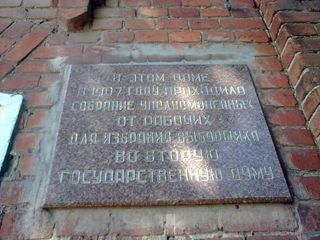 В ЭТОМ ДОМЕ
В 1907 ГОДУ ПРОХОДИЛО
СОБРАНИЕ УПОЛНОМОЧЕННЫХ
ОТ РАБОЧИХ
ДЛЯ ИЗБРАНИЯ ВЫБОРЩИКА
ВО ВТОРУЮ
ГОСУДАРСТВЕННУЮ ДУМУ